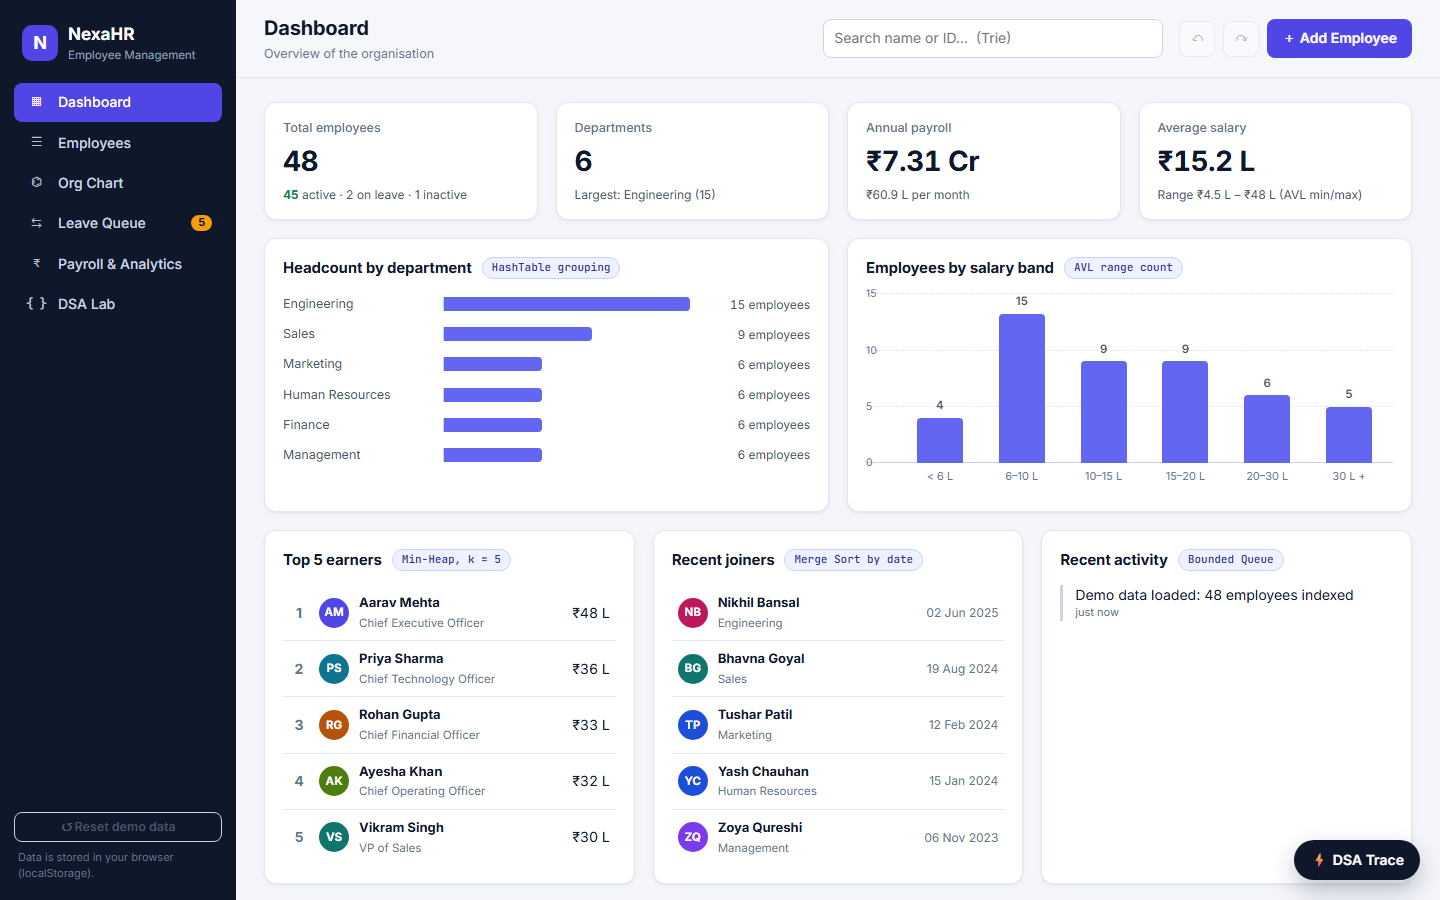 N
NexaHR
Employee Management
Dashboard
Employees
Org Chart
Leave Queue 5
₹ Payroll & Analytics
{ } DSA Lab
↺ Reset demo data
Data is stored in your browser
(localStorage).
Dashboard
Overview of the organisation
Search name or ID... (Trie)
+ Add Employee
Total employees
48
45 active · 2 on leave · 1 inactive
Departments
6
Largest: Engineering (15)
Annual payroll
₹7.31 Cr
₹60.9 L per month
Average salary
₹15.2 L
Range ₹4.5 L – ₹48 L (AVL min/max)
Headcount by department HashTable grouping
Engineering 15 employees
Sales 9 employees
Marketing 6 employees
Human Resources 6 employees
Finance 6 employees
Management 6 employees
Employees by salary band AVL range count
15
10
5
0
4 15 9 9 6 5
< 6 L 6–10 L 10–15 L 15–20 L 20–30 L 30 L +
Top 5 earners Min-Heap, k = 5
1 AM Aarav Mehta ₹48 L
Chief Executive Officer
2 PS Priya Sharma ₹36 L
Chief Technology Officer
3 RG Rohan Gupta ₹33 L
Chief Financial Officer
4 AK Ayesha Khan ₹32 L
Chief Operating Officer
5 VS Vikram Singh ₹30 L
VP of Sales
Recent joiners Merge Sort by date
NB Nikhil Bansal 02 Jun 2025
Engineering
BG Bhavna Goyal 19 Aug 2024
Sales
TP Tushar Patil 12 Feb 2024
Marketing
YC Yash Chauhan 15 Jan 2024
Human Resources
ZQ Zoya Qureshi 06 Nov 2023
Management
Recent activity Bounded Queue
Demo data loaded: 48 employees indexed
just now
DSA Trace